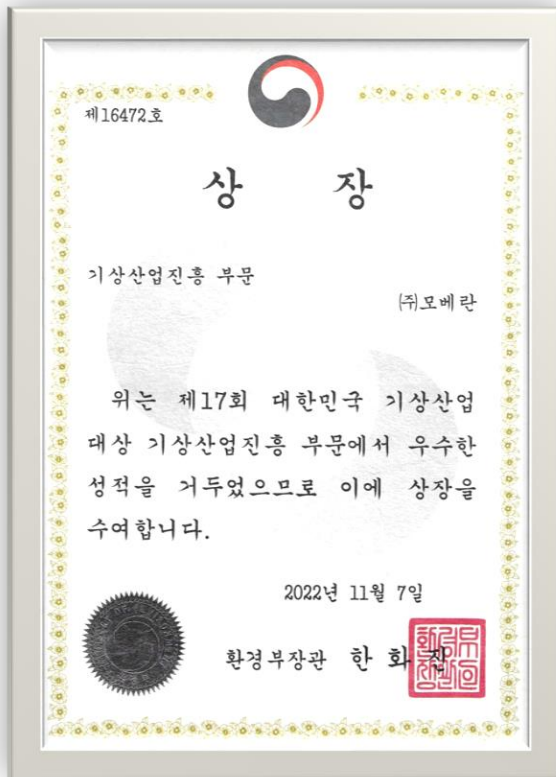 제16472호
상 장
기상산업진흥 부문
(주)모베란
위는 제17회 대한민국 기상산업
대상 기상산업진흥 부문에서 우수한
성적을 거두었으므로 이에 상장을
수여합니다.
2022년 11월 7일
환경부장관 한 화 진